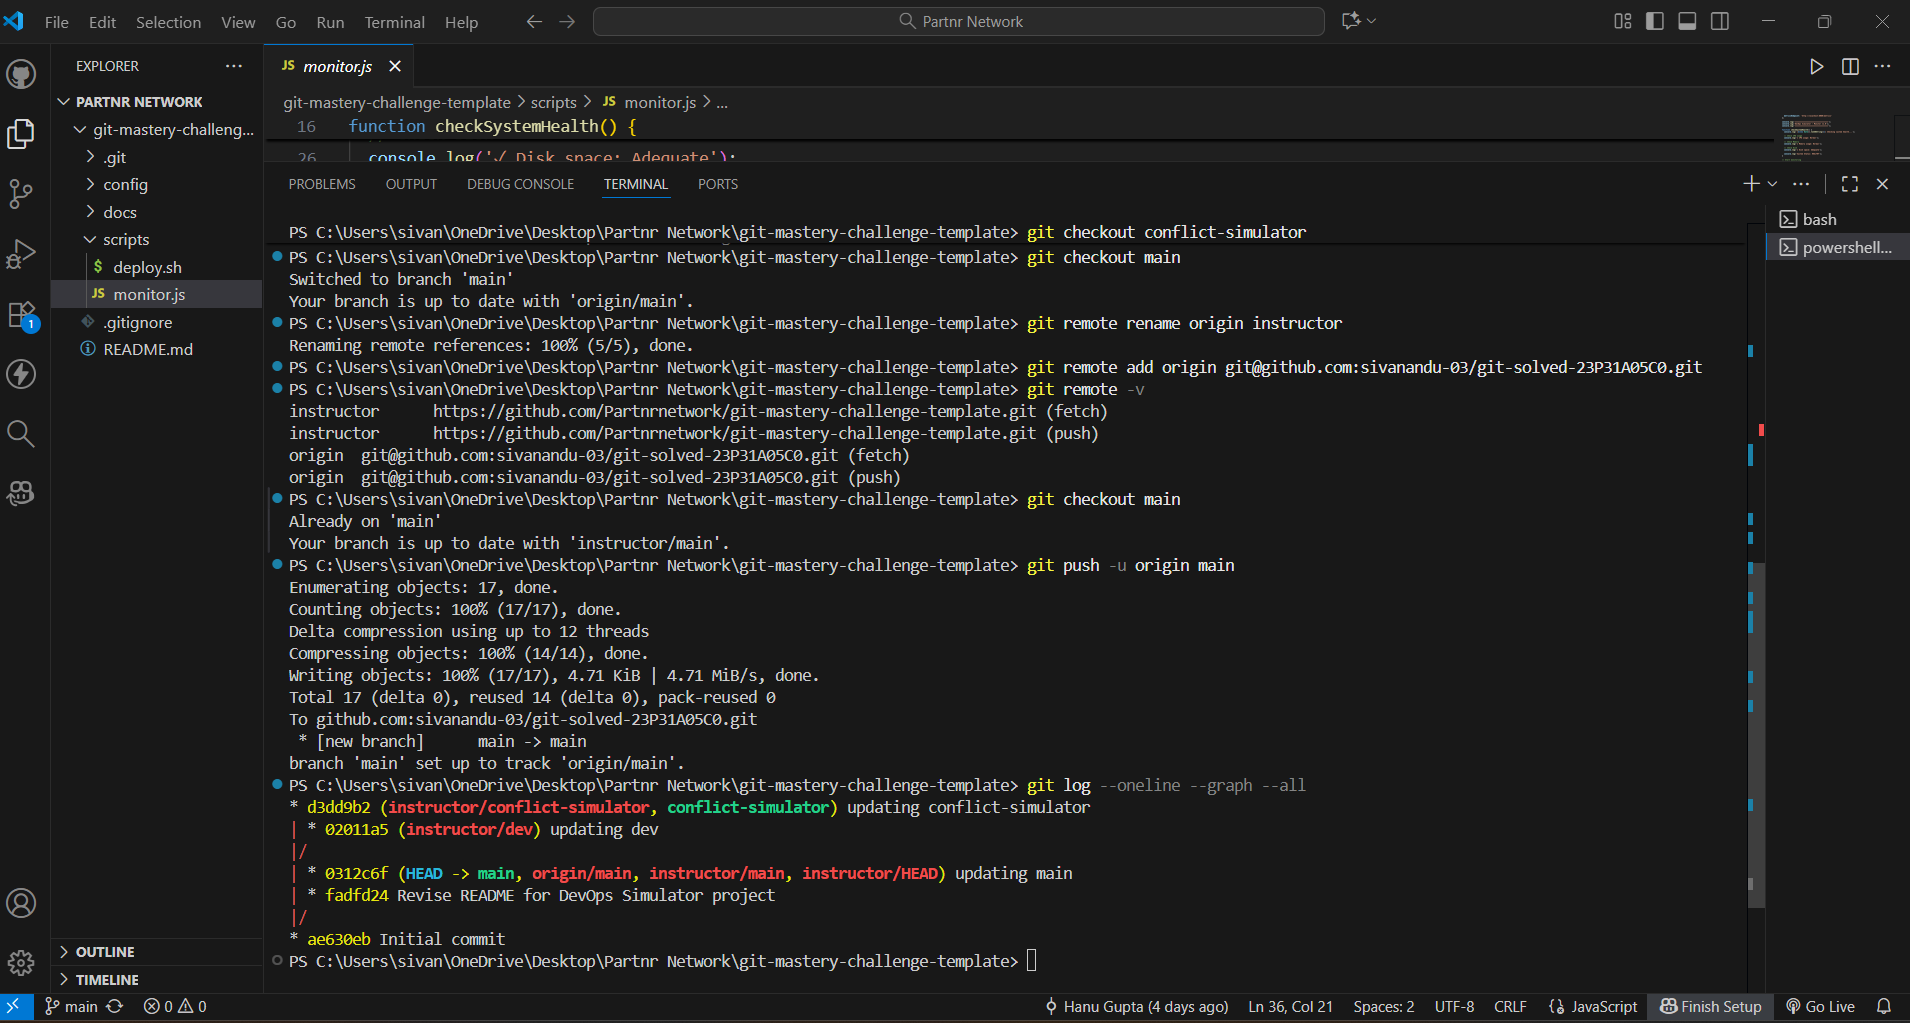 File Edit Selection View Go Run Terminal Help
Partnr Network
EXPLORER
PARTNR NETWORK
git-mastery-challeng...
.git
config
docs
scripts
$ deploy.sh
JS monitor.js
.gitignore
README.md
OUTLINE
TIMELINE
1
JS monitor.js
git-mastery-challenge-template > scripts > JS monitor.js > ...
16 function checkSystemHealth() {
26 console.log('√ Disk space: Adequate');
PROBLEMS OUTPUT DEBUG CONSOLE TERMINAL PORTS
bash
powershell...
PS C:\Users\sivan\OneDrive\Desktop\Partnr Network\git-mastery-challenge-template> git checkout conflict-simulator
PS C:\Users\sivan\OneDrive\Desktop\Partnr Network\git-mastery-challenge-template> git checkout main
Switched to branch 'main'
Your branch is up to date with 'origin/main'.
PS C:\Users\sivan\OneDrive\Desktop\Partnr Network\git-mastery-challenge-template> git remote rename origin instructor
Renaming remote references: 100% (5/5), done.
PS C:\Users\sivan\OneDrive\Desktop\Partnr Network\git-mastery-challenge-template> git remote add origin git@github.com:sivanandu-03/git-solved-23P31A05C0.git
PS C:\Users\sivan\OneDrive\Desktop\Partnr Network\git-mastery-challenge-template> git remote -v
instructor https://github.com/Partnrnetwork/git-mastery-challenge-template.git (fetch)
instructor https://github.com/Partnrnetwork/git-mastery-challenge-template.git (push)
origin git@github.com:sivanandu-03/git-solved-23P31A05C0.git (fetch)
origin git@github.com:sivanandu-03/git-solved-23P31A05C0.git (push)
PS C:\Users\sivan\OneDrive\Desktop\Partnr Network\git-mastery-challenge-template> git checkout main
Already on 'main'
Your branch is up to date with 'instructor/main'.
PS C:\Users\sivan\OneDrive\Desktop\Partnr Network\git-mastery-challenge-template> git push -u origin main
Enumerating objects: 17, done.
Counting objects: 100% (17/17), done.
Delta compression using up to 12 threads
Compressing objects: 100% (14/14), done.
Writing objects: 100% (17/17), 4.71 KiB | 4.71 MiB/s, done.
Total 17 (delta 0), reused 14 (delta 0), pack-reused 0
To github.com:sivanandu-03/git-solved-23P31A05C0.git
* [new branch] main -> main
branch 'main' set up to track 'origin/main'.
PS C:\Users\sivan\OneDrive\Desktop\Partnr Network\git-mastery-challenge-template> git log --oneline --graph --all
* d3dd9b2 (instructor/conflict-simulator, conflict-simulator) updating conflict-simulator
| * 02011a5 (instructor/dev) updating dev
|/
| * 0312c6f (HEAD -> main, origin/main, instructor/main, instructor/HEAD) updating main
| * fadfd24 Revise README for DevOps Simulator project
|/
* ae630eb Initial commit
PS C:\Users\sivan\OneDrive\Desktop\Partnr Network\git-mastery-challenge-template>
main 0 0 Hanu Gupta (4 days ago) Ln 36, Col 21 Spaces: 2 UTF-8 CRLF {} JavaScript Finish Setup Go Live